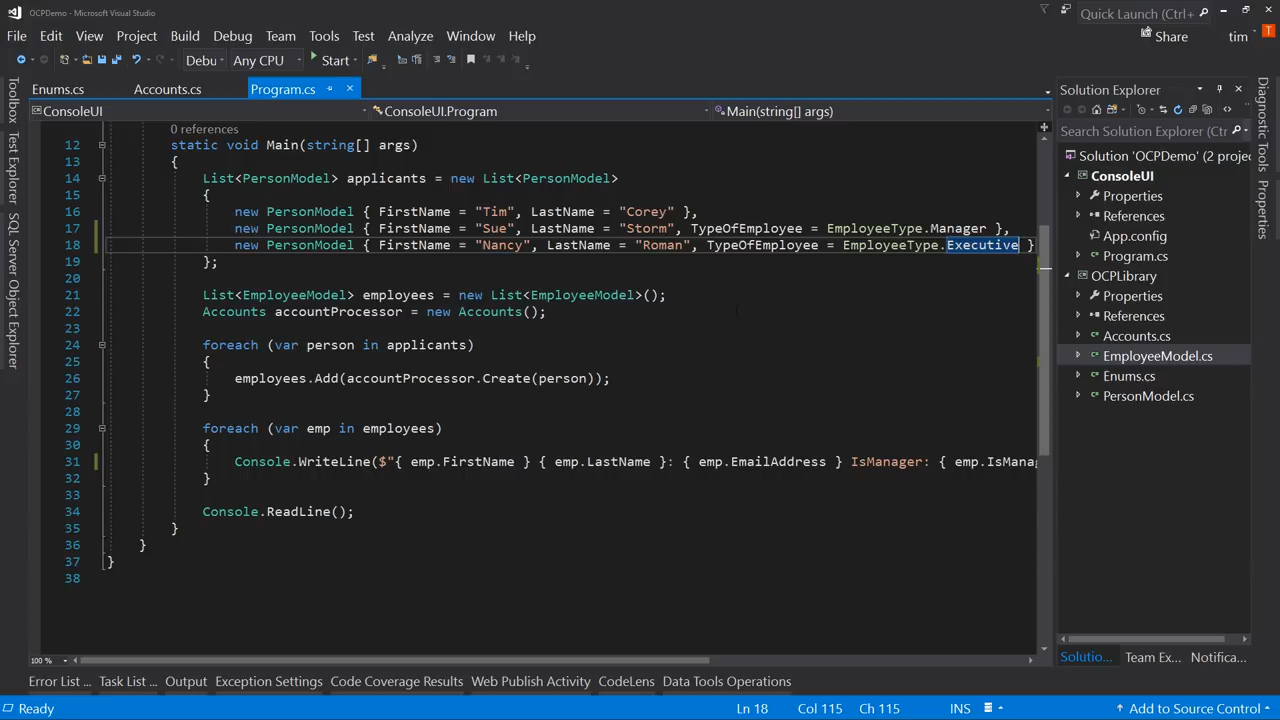 OCPDemo - Microsoft Visual Studio
Quick Launch (Ctrl+
File Edit View Project Build Debug Team Tools Test Analyze Window Help
Share
tim
T
Debu
Any CPU
Start
Enums.cs Accounts.cs Program.cs
ConsoleUI ConsoleUI.Program Main(string[] args)
Toolbox
Test Explorer
SQL Server Object Explorer
0 references
12 static void Main(string[] args)
13 {
14 List<PersonModel> applicants = new List<PersonModel>
15 {
16 new PersonModel { FirstName = "Tim", LastName = "Corey" },
17 new PersonModel { FirstName = "Sue", LastName = "Storm", TypeOfEmployee = EmployeeType.Manager },
18 new PersonModel { FirstName = "Nancy", LastName = "Roman", TypeOfEmployee = EmployeeType.Executive }
19 };
20
21 List<EmployeeModel> employees = new List<EmployeeModel>();
22 Accounts accountProcessor = new Accounts();
23
24 foreach (var person in applicants)
25 {
26 employees.Add(accountProcessor.Create(person));
27 }
28
29 foreach (var emp in employees)
30 {
31 Console.WriteLine($"{ emp.FirstName } { emp.LastName }: { emp.EmailAddress } IsManager: { emp.IsManag
32 }
33
34 Console.ReadLine();
35 }
36 }
37 }
38
100 %
Solution Explorer
Search Solution Explorer (Ctrl
Solution 'OCPDemo' (2 projec
ConsoleUI
Properties
References
App.config
Program.cs
OCPLibrary
Properties
References
Accounts.cs
EmployeeModel.cs
Enums.cs
PersonModel.cs
Solutio... Team Ex... Notifica...
Diagnostic Tools
Properties
Error List ... Task List ... Output Exception Settings Code Coverage Results Web Publish Activity CodeLens Data Tools Operations
Ready Ln 18 Col 115 Ch 115 INS Add to Source Control